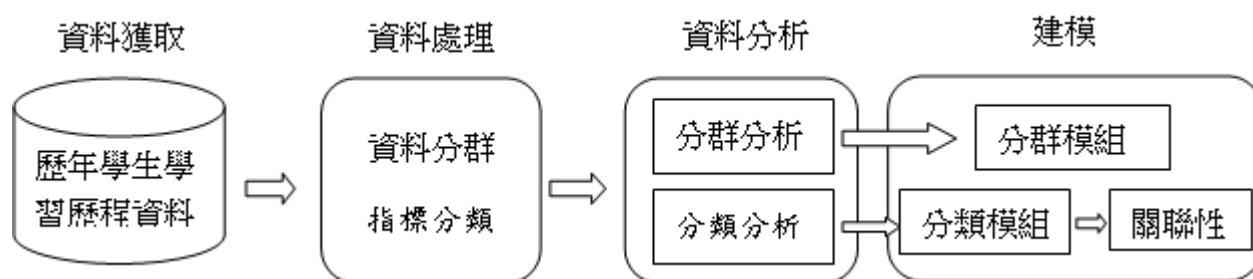 資料獲取
資料處理
資料分析
建模
歷年學生學
習歷程資料
資料分群
指標分類
分群分析
分類分析
分群模組
分類模組
關聯性